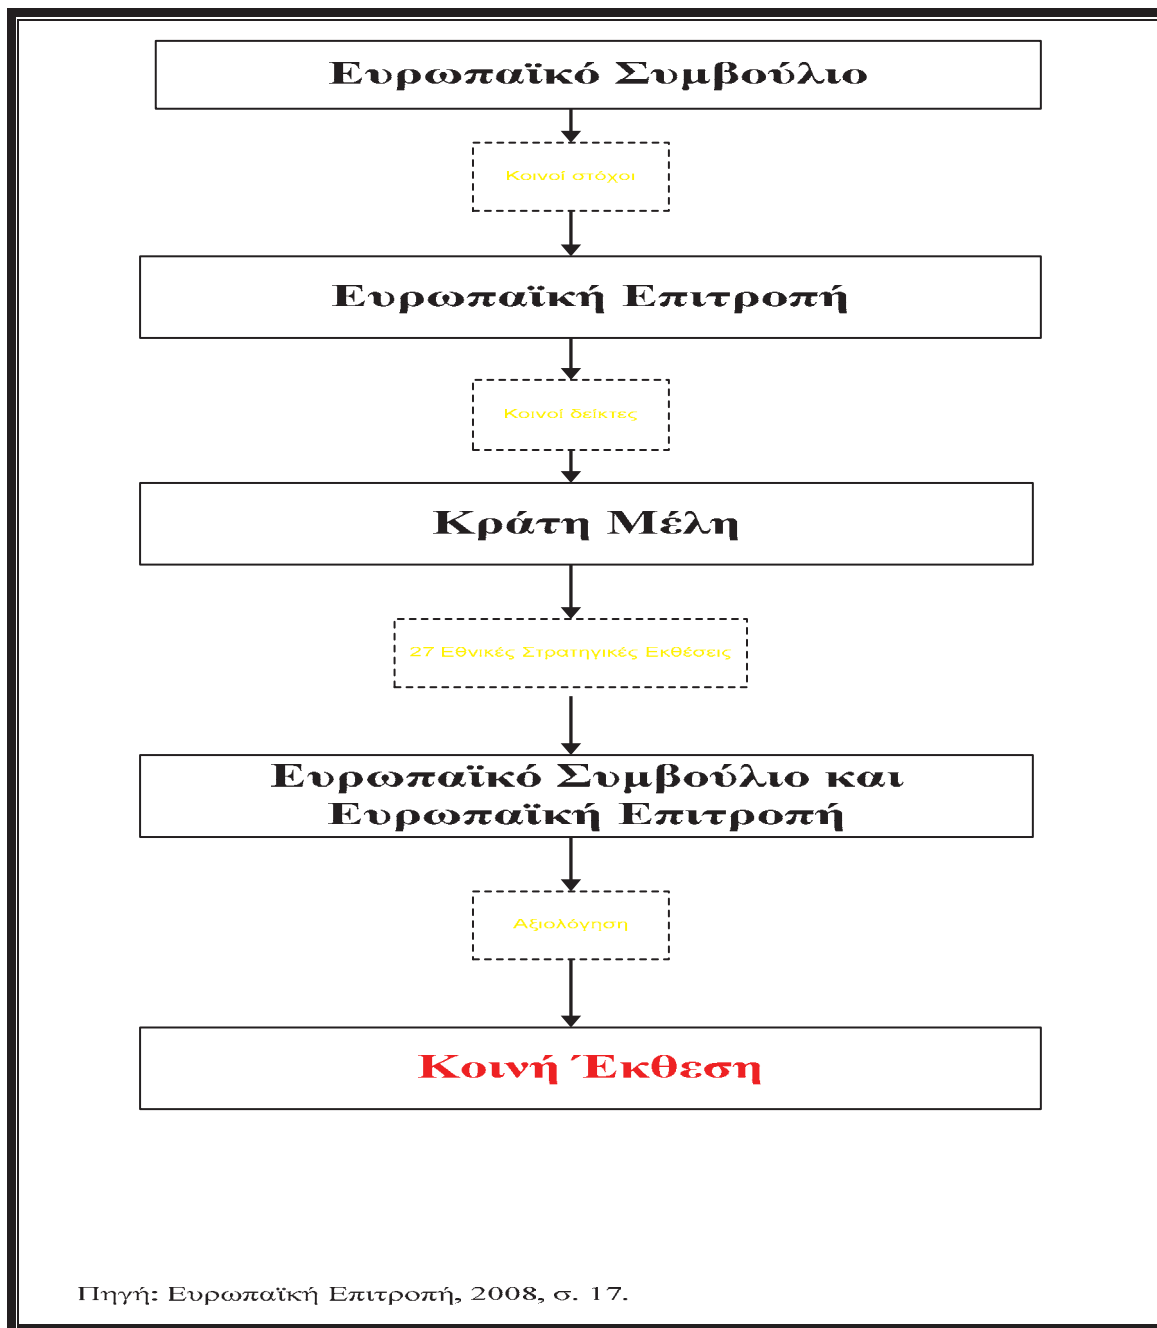 Ευρωπαϊκό Συμβούλιο
Κοινοί στόχοι
Ευρωπαϊκή Επιτροπή
Κοινοί δείκτες
Κράτη Μέλη
27 Εθνικές Στρατηγικές Εκθέσεις
Ευρωπαϊκό Συμβούλιο και
Ευρωπαϊκή Επιτροπή
Αξιολόγηση
Κοινή Έκθεση
Πηγή: Ευρωπαϊκή Επιτροπή, 2008, σ. 17.